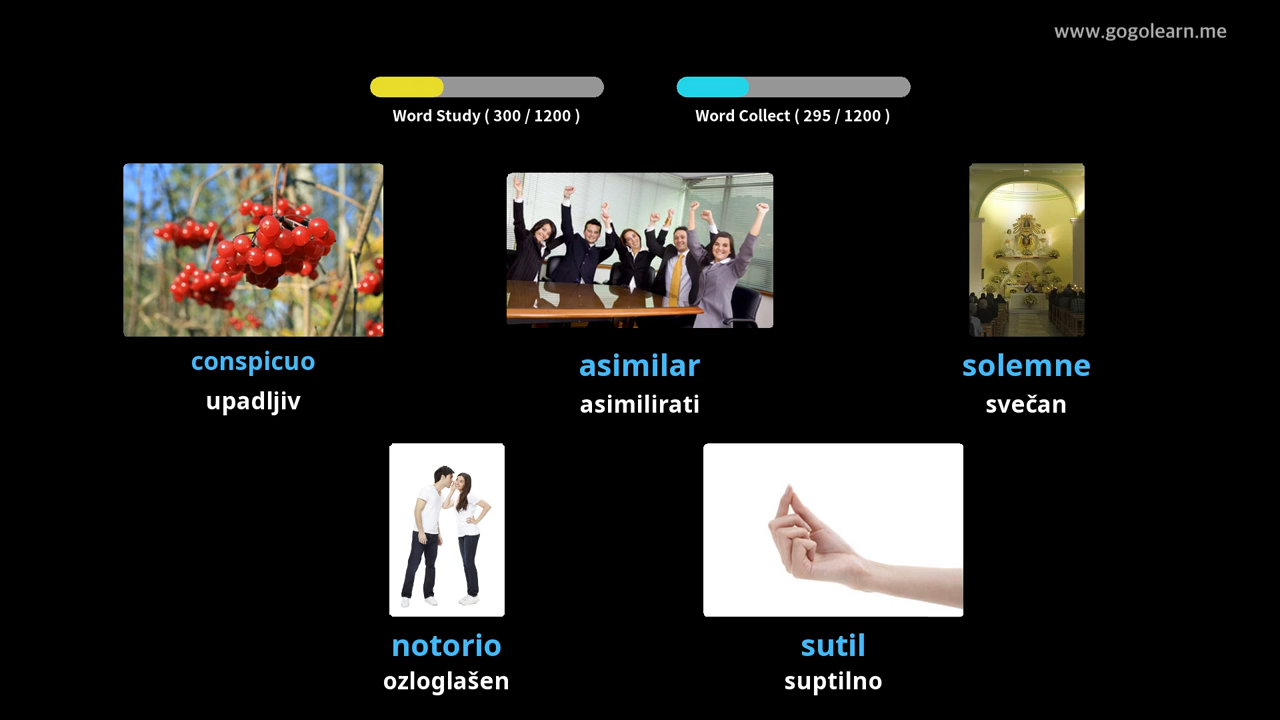 www.gogolearn.me
Word Study ( 300 / 1200 )
Word Collect ( 295 / 1200 )
conspicuo
upadljiv
asimilar
asimilirati
solemne
svečan
notorio
ozloglašen
sutil
suptilno